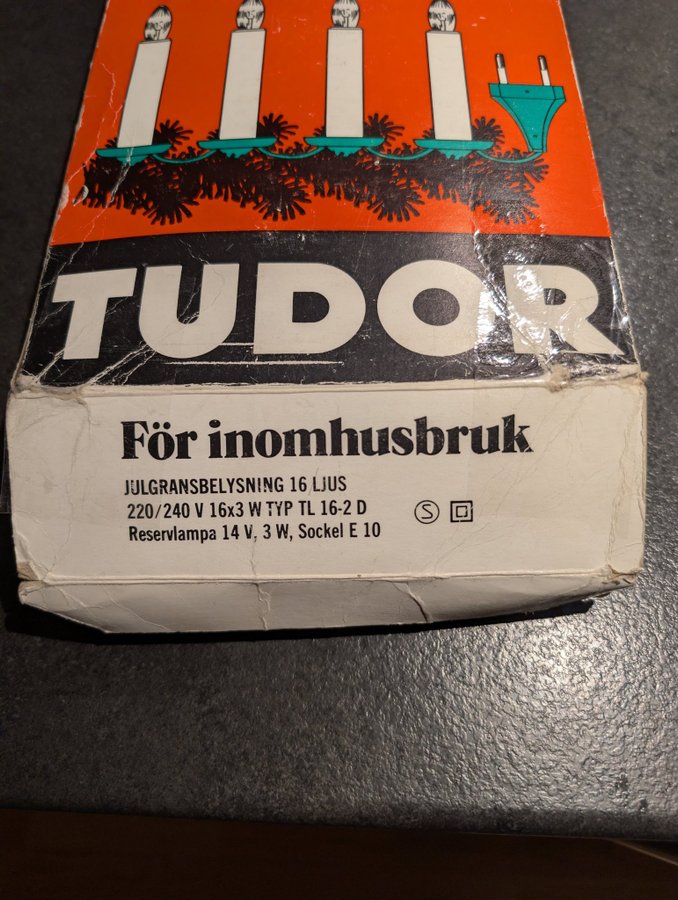 TUDOR
För inomhusbruk
JULGRANSBELYSNING 16 LJUS
220/240 V 16x3 W TYP TL 16-2 D
Reservlampa 14 V, 3 W, Sockel E 10
S